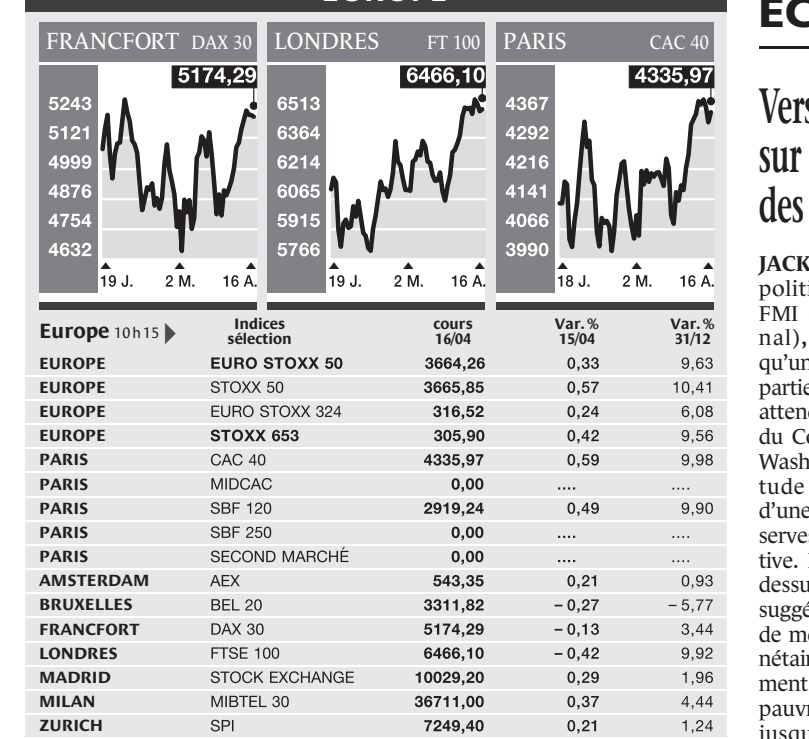 EUROPE
FRANCFORT DAX 30
5174,29
5243
5121
4999
4876
4754
4632
19 J. 2 M. 16 A.
LONDRES FT 100
6466,10
6513
6364
6214
6065
5915
5766
19 J. 2 M. 16 A.
PARIS CAC 40
4335,97
4367
4292
4216
4141
4066
3990
18 J. 2 M. 16 A.
Europe 10h15 Indices sélection cours 16/04 Var. % 15/04 Var. % 31/12
EUROPE EURO STOXX 50 3664,26 0,33 9,63
EUROPE STOXX 50 3665,85 0,57 10,41
EUROPE EURO STOXX 324 316,52 0,24 6,08
EUROPE STOXX 653 305,90 0,42 9,56
PARIS CAC 40 4335,97 0,59 9,98
PARIS MIDCAC 0,00 .... ....
PARIS SBF 120 2919,24 0,49 9,90
PARIS SBF 250 0,00 .... ....
PARIS SECOND MARCHÉ 0,00 .... ....
AMSTERDAM AEX 543,35 0,21 0,93
BRUXELLES BEL 20 3311,82 – 0,27 – 5,77
FRANCFORT DAX 30 5174,29 – 0,13 3,44
LONDRES FTSE 100 6466,10 – 0,42 9,92
MADRID STOCK EXCHANGE 10029,20 0,29 1,96
MILAN MIBTEL 30 36711,00 0,37 4,44
ZURICH SPI 7249,40 0,21 1,24
ÉC
Vers
sur
des
JACK
politi
FMI
nal),
qu'un
partie
atten
du Co
Wash
tude
d'une
serve
tive.
dessu
suggé
de m
nétair
ment
pauvr
jusqu